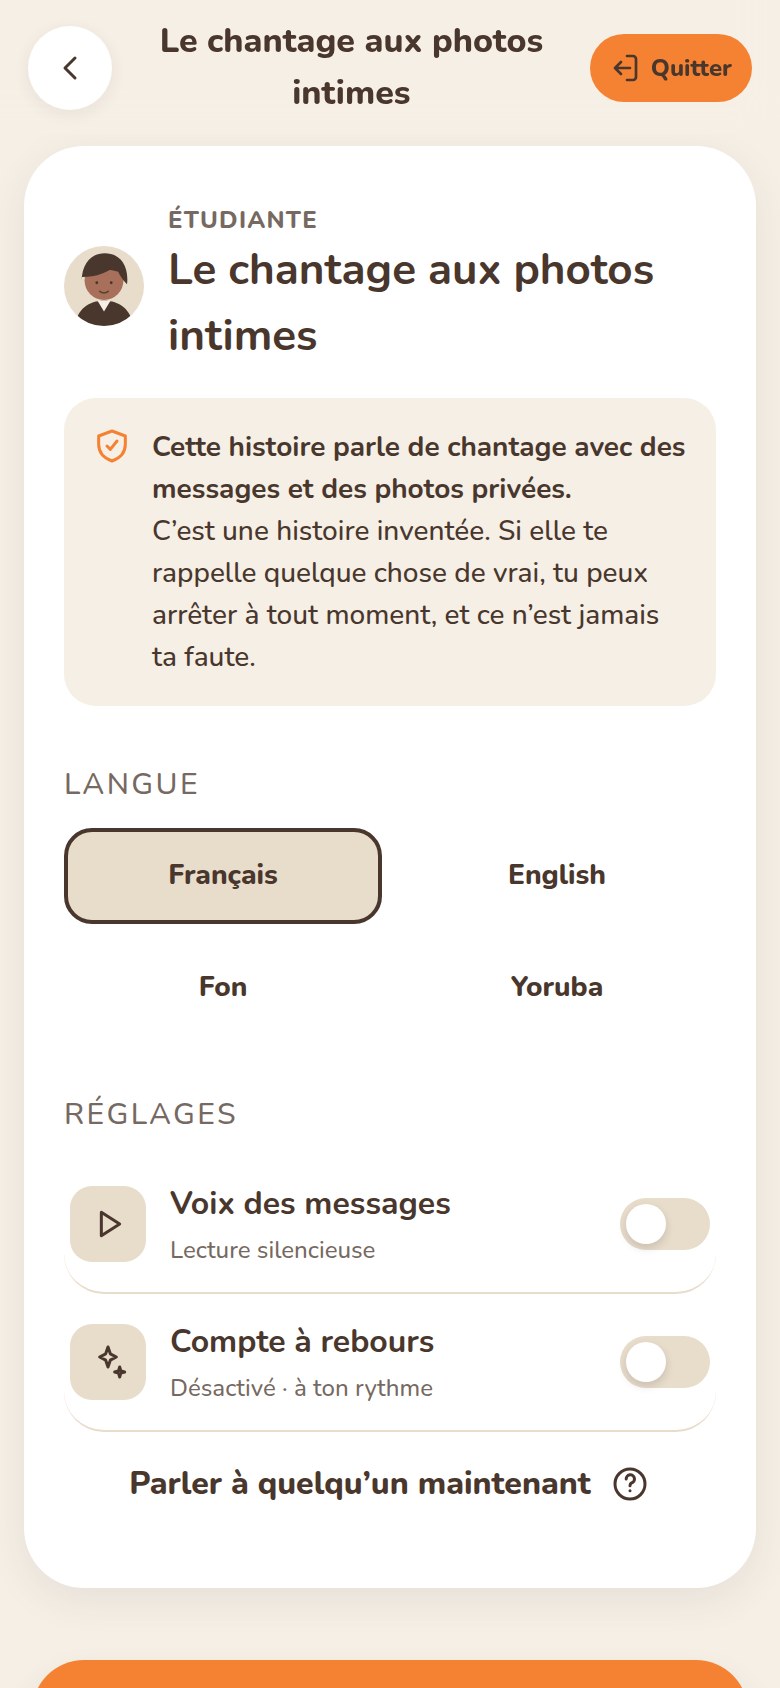 Le chantage aux photos
intimes
Quitter
ÉTUDIANTE
Le chantage aux photos
intimes
Cette histoire parle de chantage avec des
messages et des photos privées.
C’est une histoire inventée. Si elle te
rappelle quelque chose de vrai, tu peux
arrêter à tout moment, et ce n’est jamais
ta faute.
LANGUE
Français
English
Fon
Yoruba
RÉGLAGES
Voix des messages
Lecture silencieuse
Compte à rebours
Désactivé · à ton rythme
Parler à quelqu’un maintenant